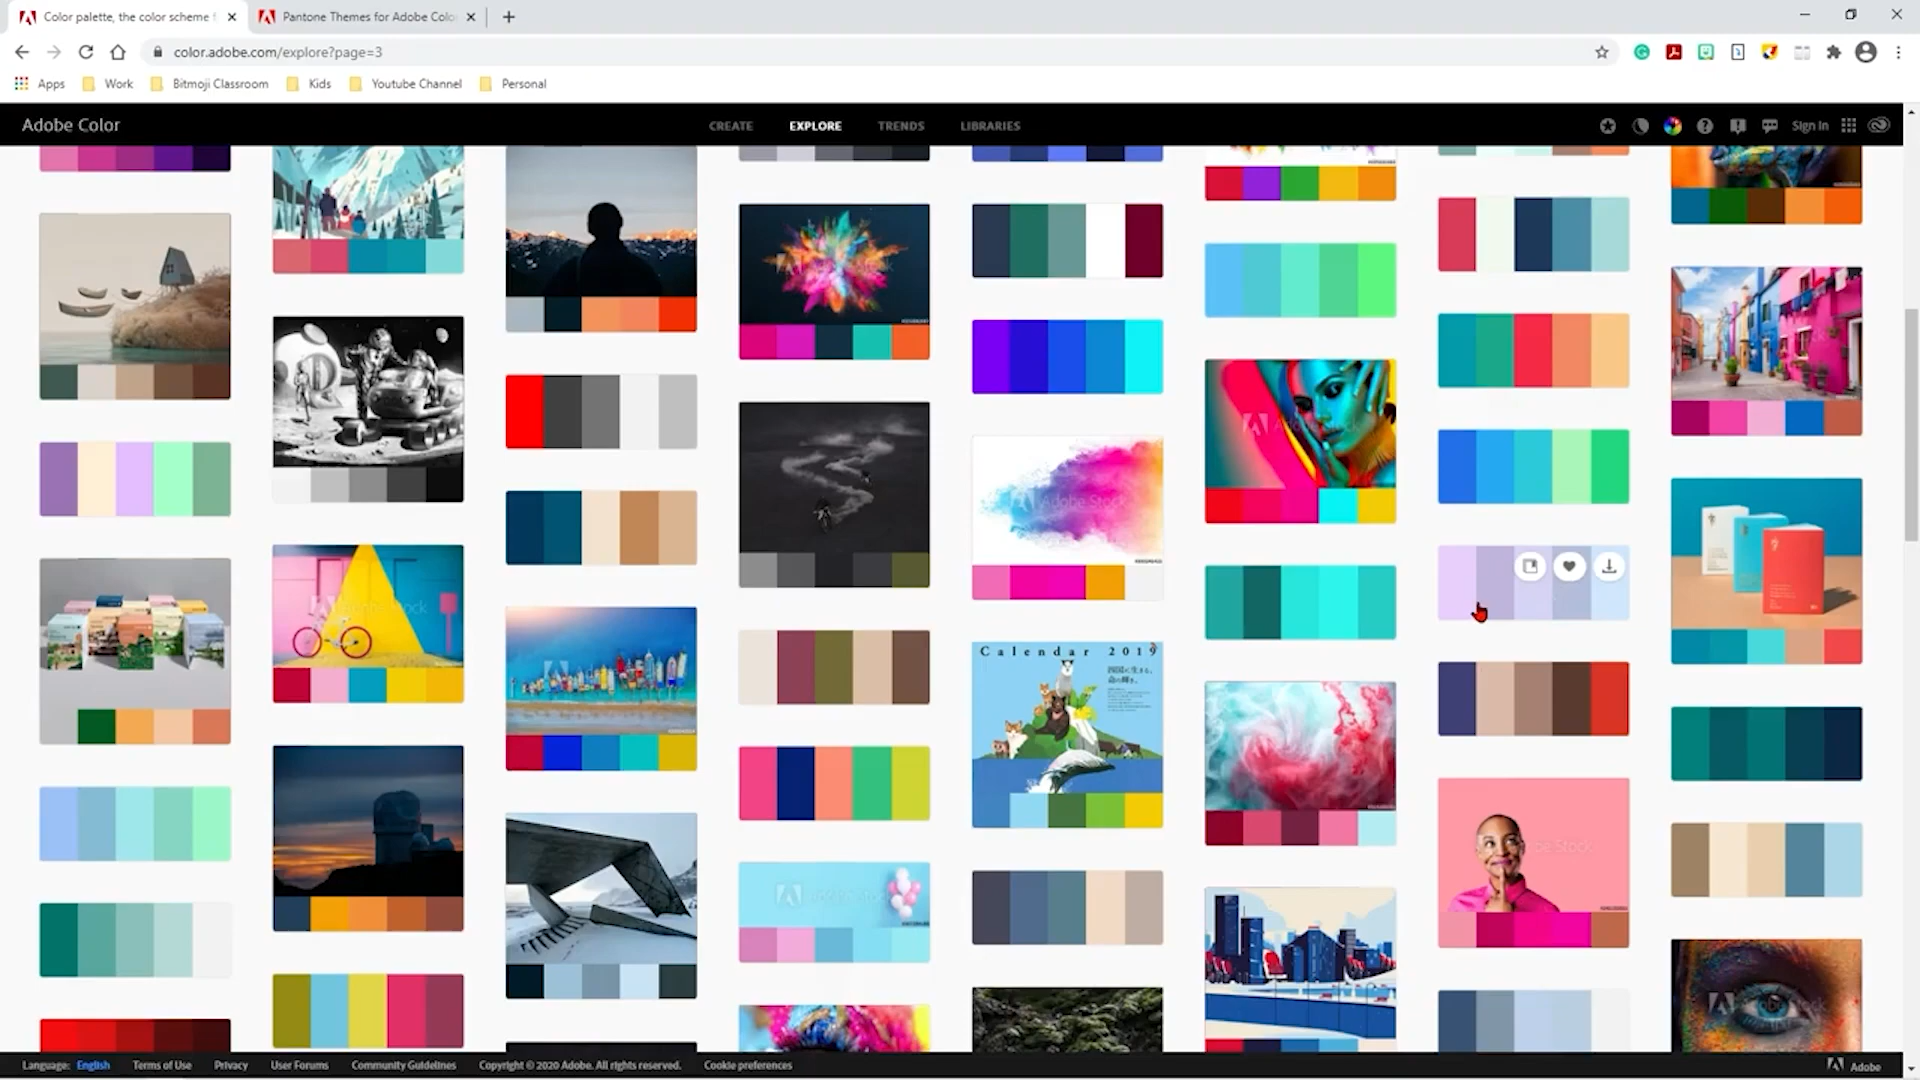 Color palette, the color scheme
Pantone Themes for Adobe Colo
color.adobe.com/explore?page=3
Apps
Work
Bitmoji Classroom
Kids
Youtube Channel
Personal
Adobe Color
CREATE
EXPLORE
TRENDS
LIBRARIES
Sign In
Adobe Stock
Calendar 2019
Language: English
Terms of Use
Privacy
User Forums
Community Guidelines
Copyright © 2020 Adobe. All rights reserved.
Cookie preferences
Adobe